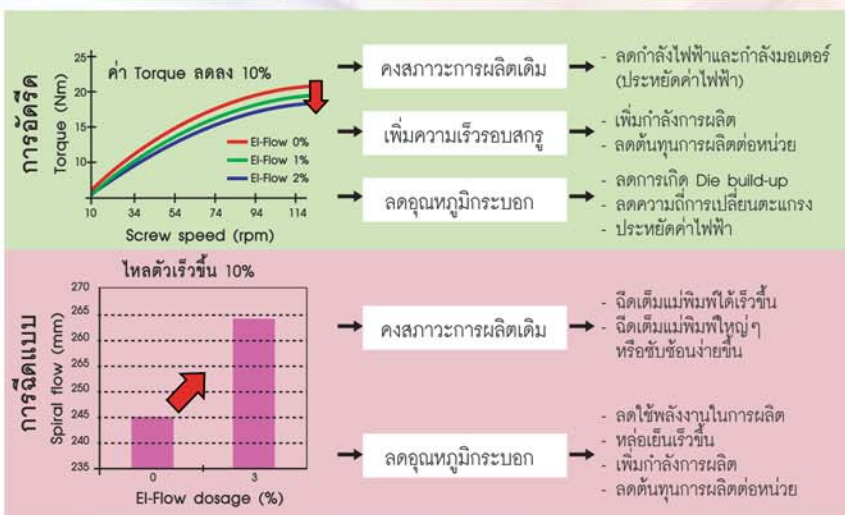 การอัดรีด
ค่า Torque ลดลง 10%
Torque (Nm)
25
20
15
10
El-Flow 0%
El-Flow 1%
El-Flow 2%
10 34 54 74 94 114
Screw speed (rpm)
คงสภาวะการผลิตเดิม
- ลดกำลังไฟฟ้าและกำลังมอเตอร์
(ประหยัดค่าไฟฟ้า)
เพิ่มความเร็วรอบสกรู
- เพิ่มกำลังการผลิต
- ลดต้นทุนการผลิตต่อหน่วย
ลดอุณหภูมิกระบอก
- ลดการเกิด Die build-up
- ลดความถี่การเปลี่ยนตะแกรง
- ประหยัดค่าไฟฟ้า
การฉีดแบบ
ไหลตัวเร็วขึ้น 10%
Spiral flow (mm)
270
265
260
255
250
245
240
235
0 3
El-Flow dosage (%)
คงสภาวะการผลิตเดิม
- ฉีดเต็มแม่พิมพ์ได้เร็วขึ้น
- ฉีดเต็มแม่พิมพ์ใหญ่ๆ
หรือซับซ้อนง่ายขึ้น
ลดอุณหภูมิกระบอก
- ลดใช้พลังงานในการผลิต
- หล่อเย็นเร็วขึ้น
- เพิ่มกำลังการผลิต
- ลดต้นทุนการผลิตต่อหน่วย